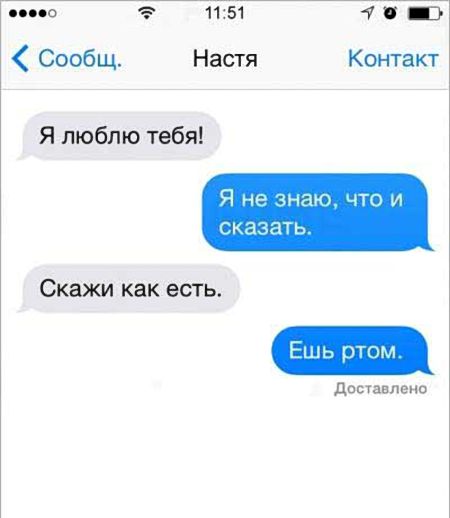 11:51
Сообщ. Настя Контакт
Я люблю тебя!
Я не знаю, что и
сказать.
Скажи как есть.
Ешь ртом.
Доставлено